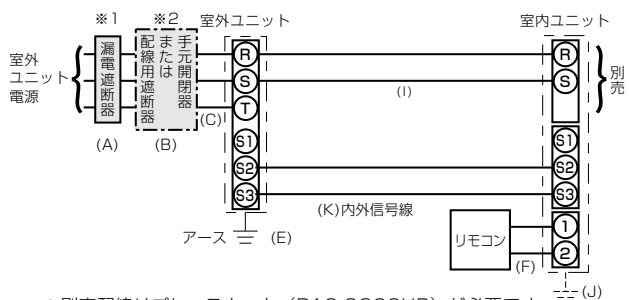 ※1
※2
室外ユニット
室内ユニット
室外
ユニット
電源
漏電遮断器
手元開閉器
または
配線用遮断器
R
S
T
S1
S2
S3
R
S
S1
S2
S3
1
2
別売
(I)
(A)
(B)
(C)
(K)内外信号線
アース
(E)
リモコン
(F)
(J)